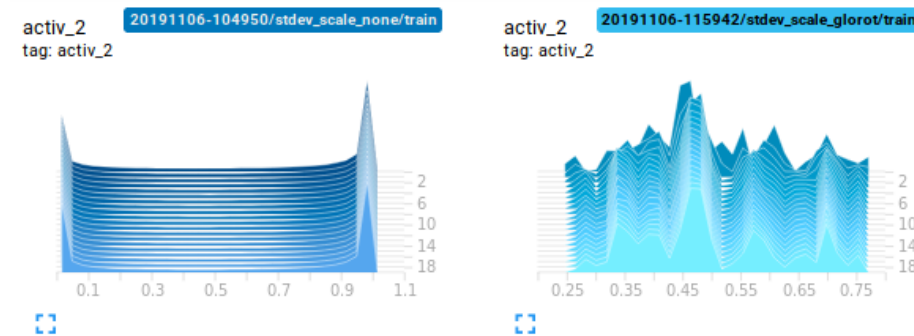 20191106-104950/stdev_scale_none/train
activ_2
tag: activ_2
2
6
10
14
18
0.1 0.3 0.5 0.7 0.9 1.1
20191106-115942/stdev_scale_glorot/train
activ_2
tag: activ_2
2
6
10
14
18
0.25 0.35 0.45 0.55 0.65 0.75